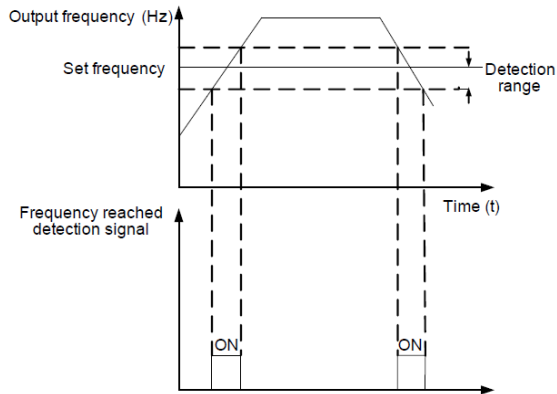 Output frequency (Hz)
Set frequency
Detection
range
Time (t)
Frequency reached
detection signal
ON
ON